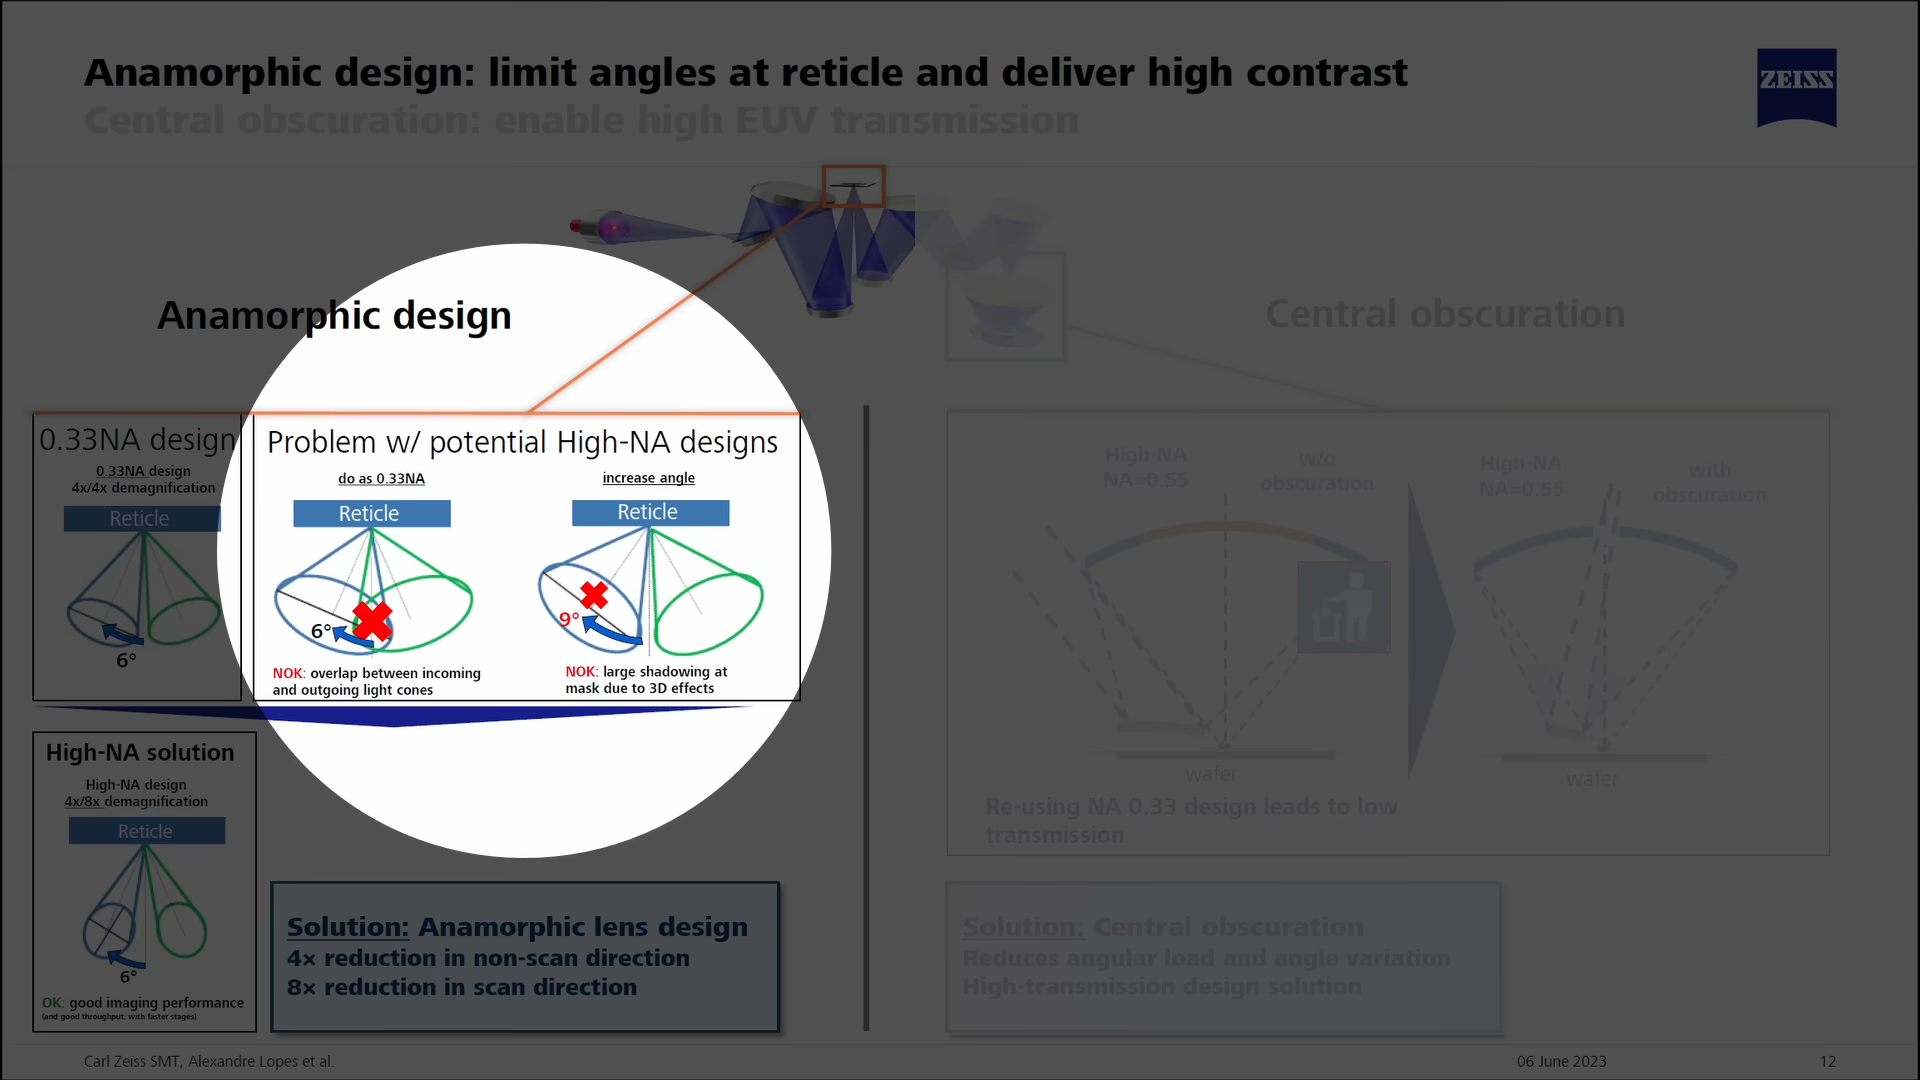 Anamorphic design: limit angles at reticle and deliver high contrast
Central obscuration: enable high EUV transmission
ZEISS
Anamorphic design
Central obscuration
0.33NA design
0.33NA design
4x/4x demagnification
Reticle
6°
Problem w/ potential High-NA designs
do as 0.33NA
Reticle
6°
NOK: overlap between incoming
and outgoing light cones
increase angle
Reticle
9°
NOK: large shadowing at
mask due to 3D effects
High-NA solution
High-NA design
4x/8x demagnification
Reticle
6°
OK: good imaging performance
(and good throughput, with faster stages)
Solution: Anamorphic lens design
4× reduction in non-scan direction
8× reduction in scan direction
High-NA
NA=0.55
w/o
obscuration
wafer
High-NA
NA=0.55
with
obscuration
wafer
Re-using NA 0.33 design leads to low
transmission
Solution: Central obscuration
Reduces angular load and angle variation
High-transmission design solution
Carl Zeiss SMT, Alexandre Lopes et al.
06 June 2023
12